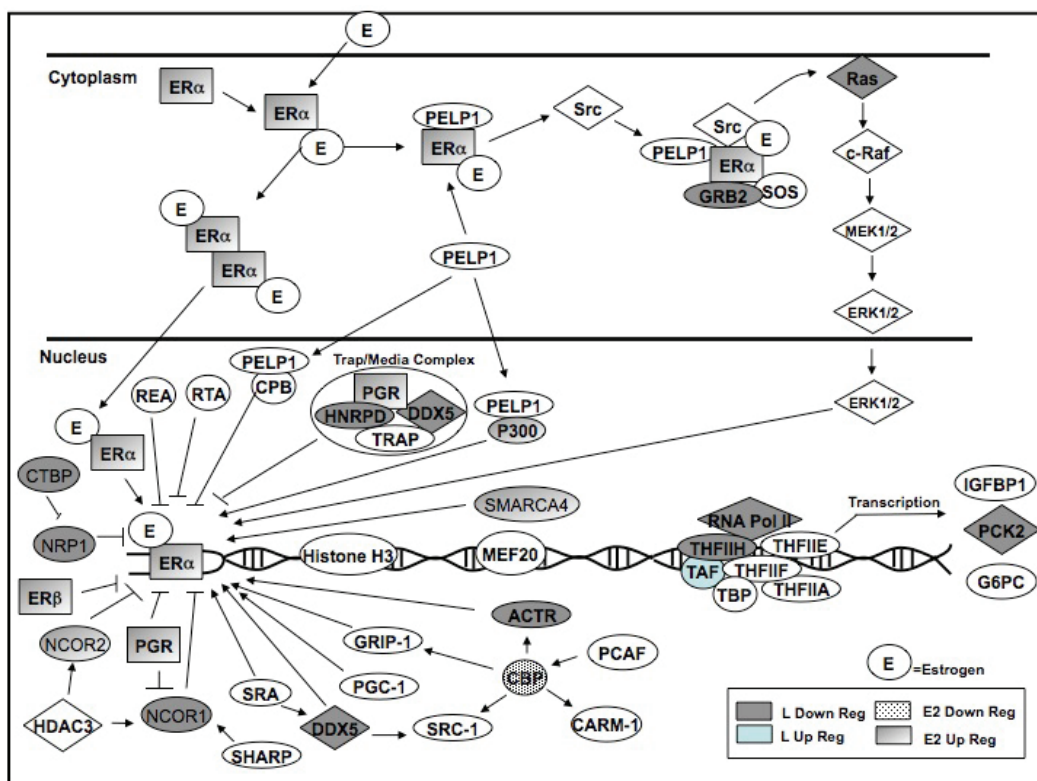 E
Cytoplasm
ERα
ERα
E
PELP1
ERα
E
Src
Src
E
PELP1
ERα
GRB2
SOS
Ras
c-Raf
MEK1/2
ERK1/2
E
ERα
ERα
E
PELP1
Nucleus
REA
RTA
PELP1
CPB
Trap/Media Complex
PGR
HNRPD
DDX5
TRAP
PELP1
P300
ERK1/2
E
ERα
CTBP
NRP1
E
ERα
SMARCA4
Histone H3
MEF20
RNA Pol II
THFIIH
THFIIE
TAF
THFIIF
TBP
THFIIA
Transcription
IGFBP1
PCK2
G6PC
ERβ
NCOR2
PGR
HDAC3
NCOR1
SHARP
SRA
DDX5
PGC-1
GRIP-1
SRC-1
ACTR
CBP
PCAF
CARM-1
E =Estrogen
L Down Reg
E2 Down Reg
L Up Reg
E2 Up Reg